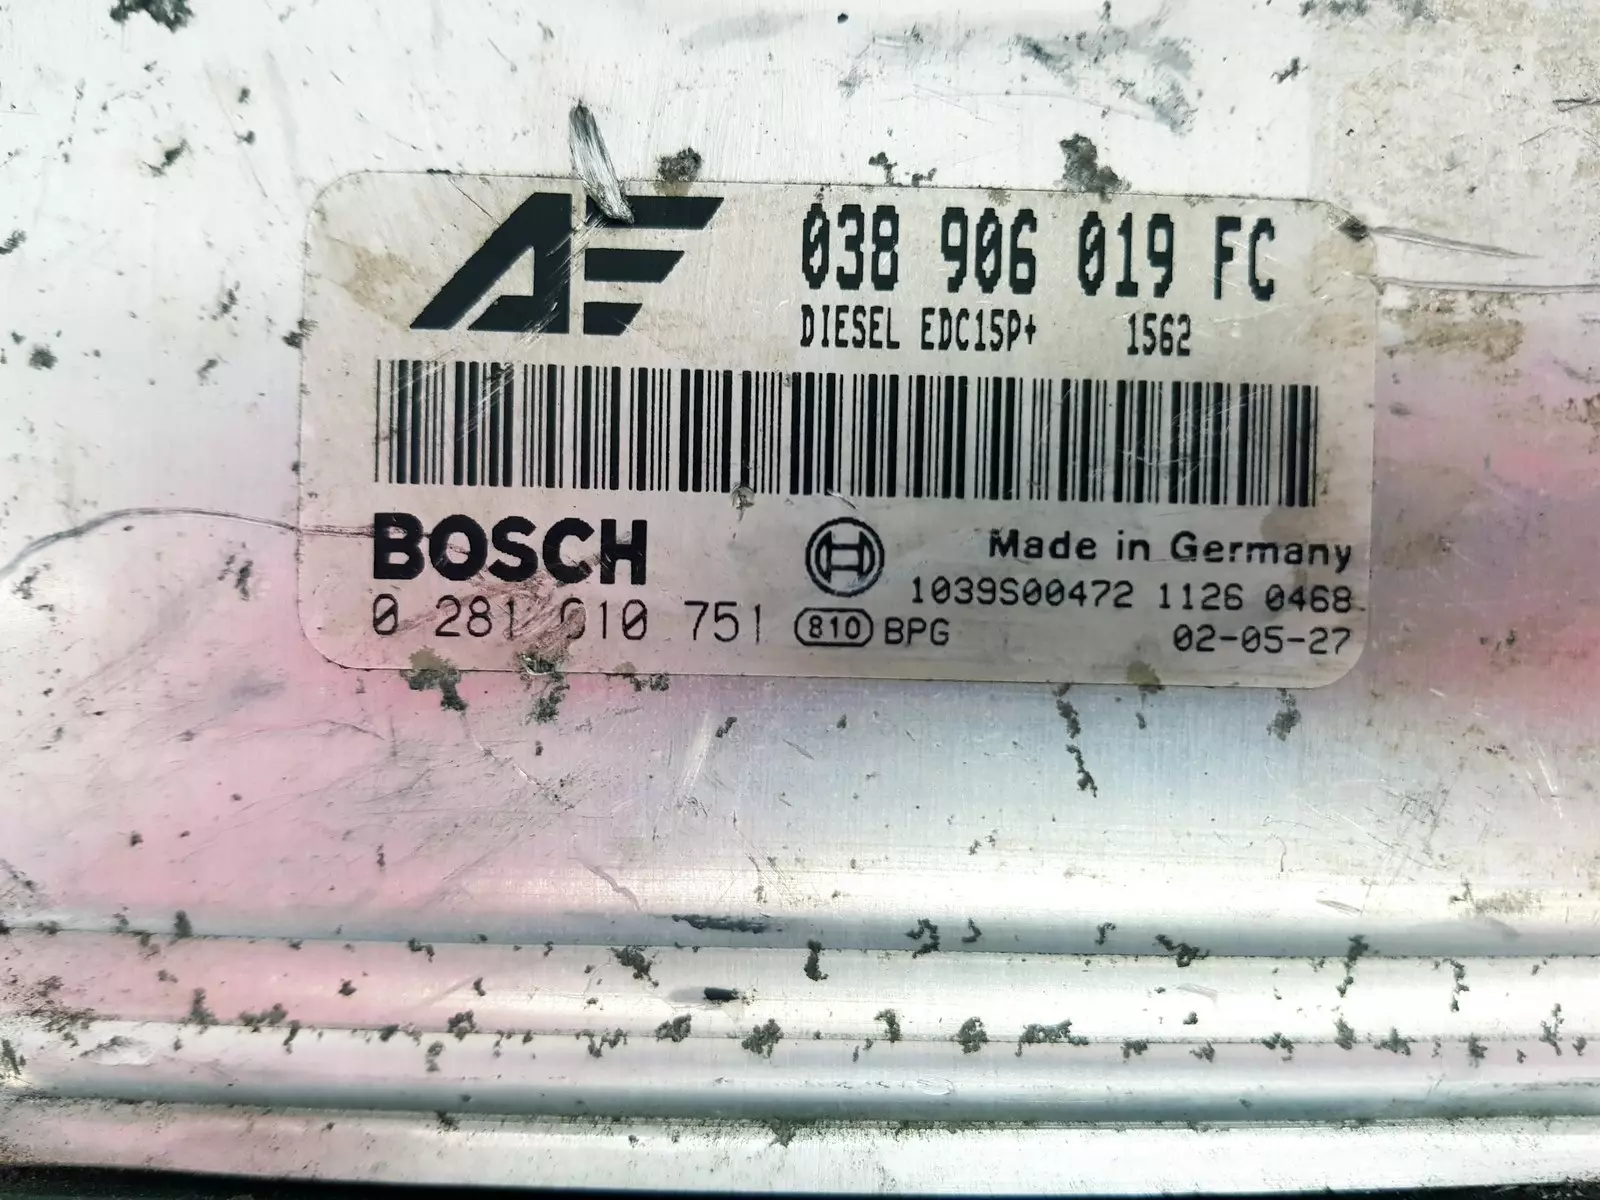 AE
038 906 019 FC
DIESEL EDC15P+ 1562
BOSCH
Made in Germany
1039S00472 1126 0468
0 281 010 751 810 BPG 02-05-27